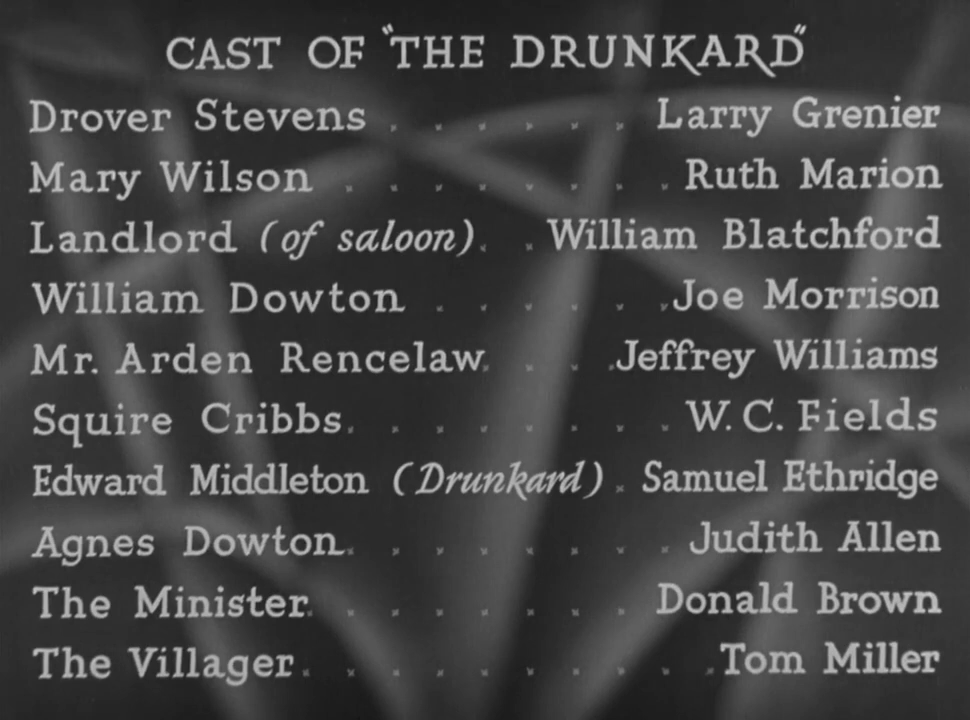 CAST OF "THE DRUNKARD"
Drover Stevens . . . . . . Larry Grenier
Mary Wilson . . . . . . . . Ruth Marion
Landlord (of saloon) . . William Blatchford
William Dowton . . . . . . Joe Morrison
Mr. Arden Rencelaw . . . . Jeffrey Williams
Squire Cribbs . . . . . . . . W. C. Fields
Edward Middleton (Drunkard) . Samuel Ethridge
Agnes Dowton . . . . . . . . Judith Allen
The Minister . . . . . . . . Donald Brown
The Villager . . . . . . . . . . Tom Miller